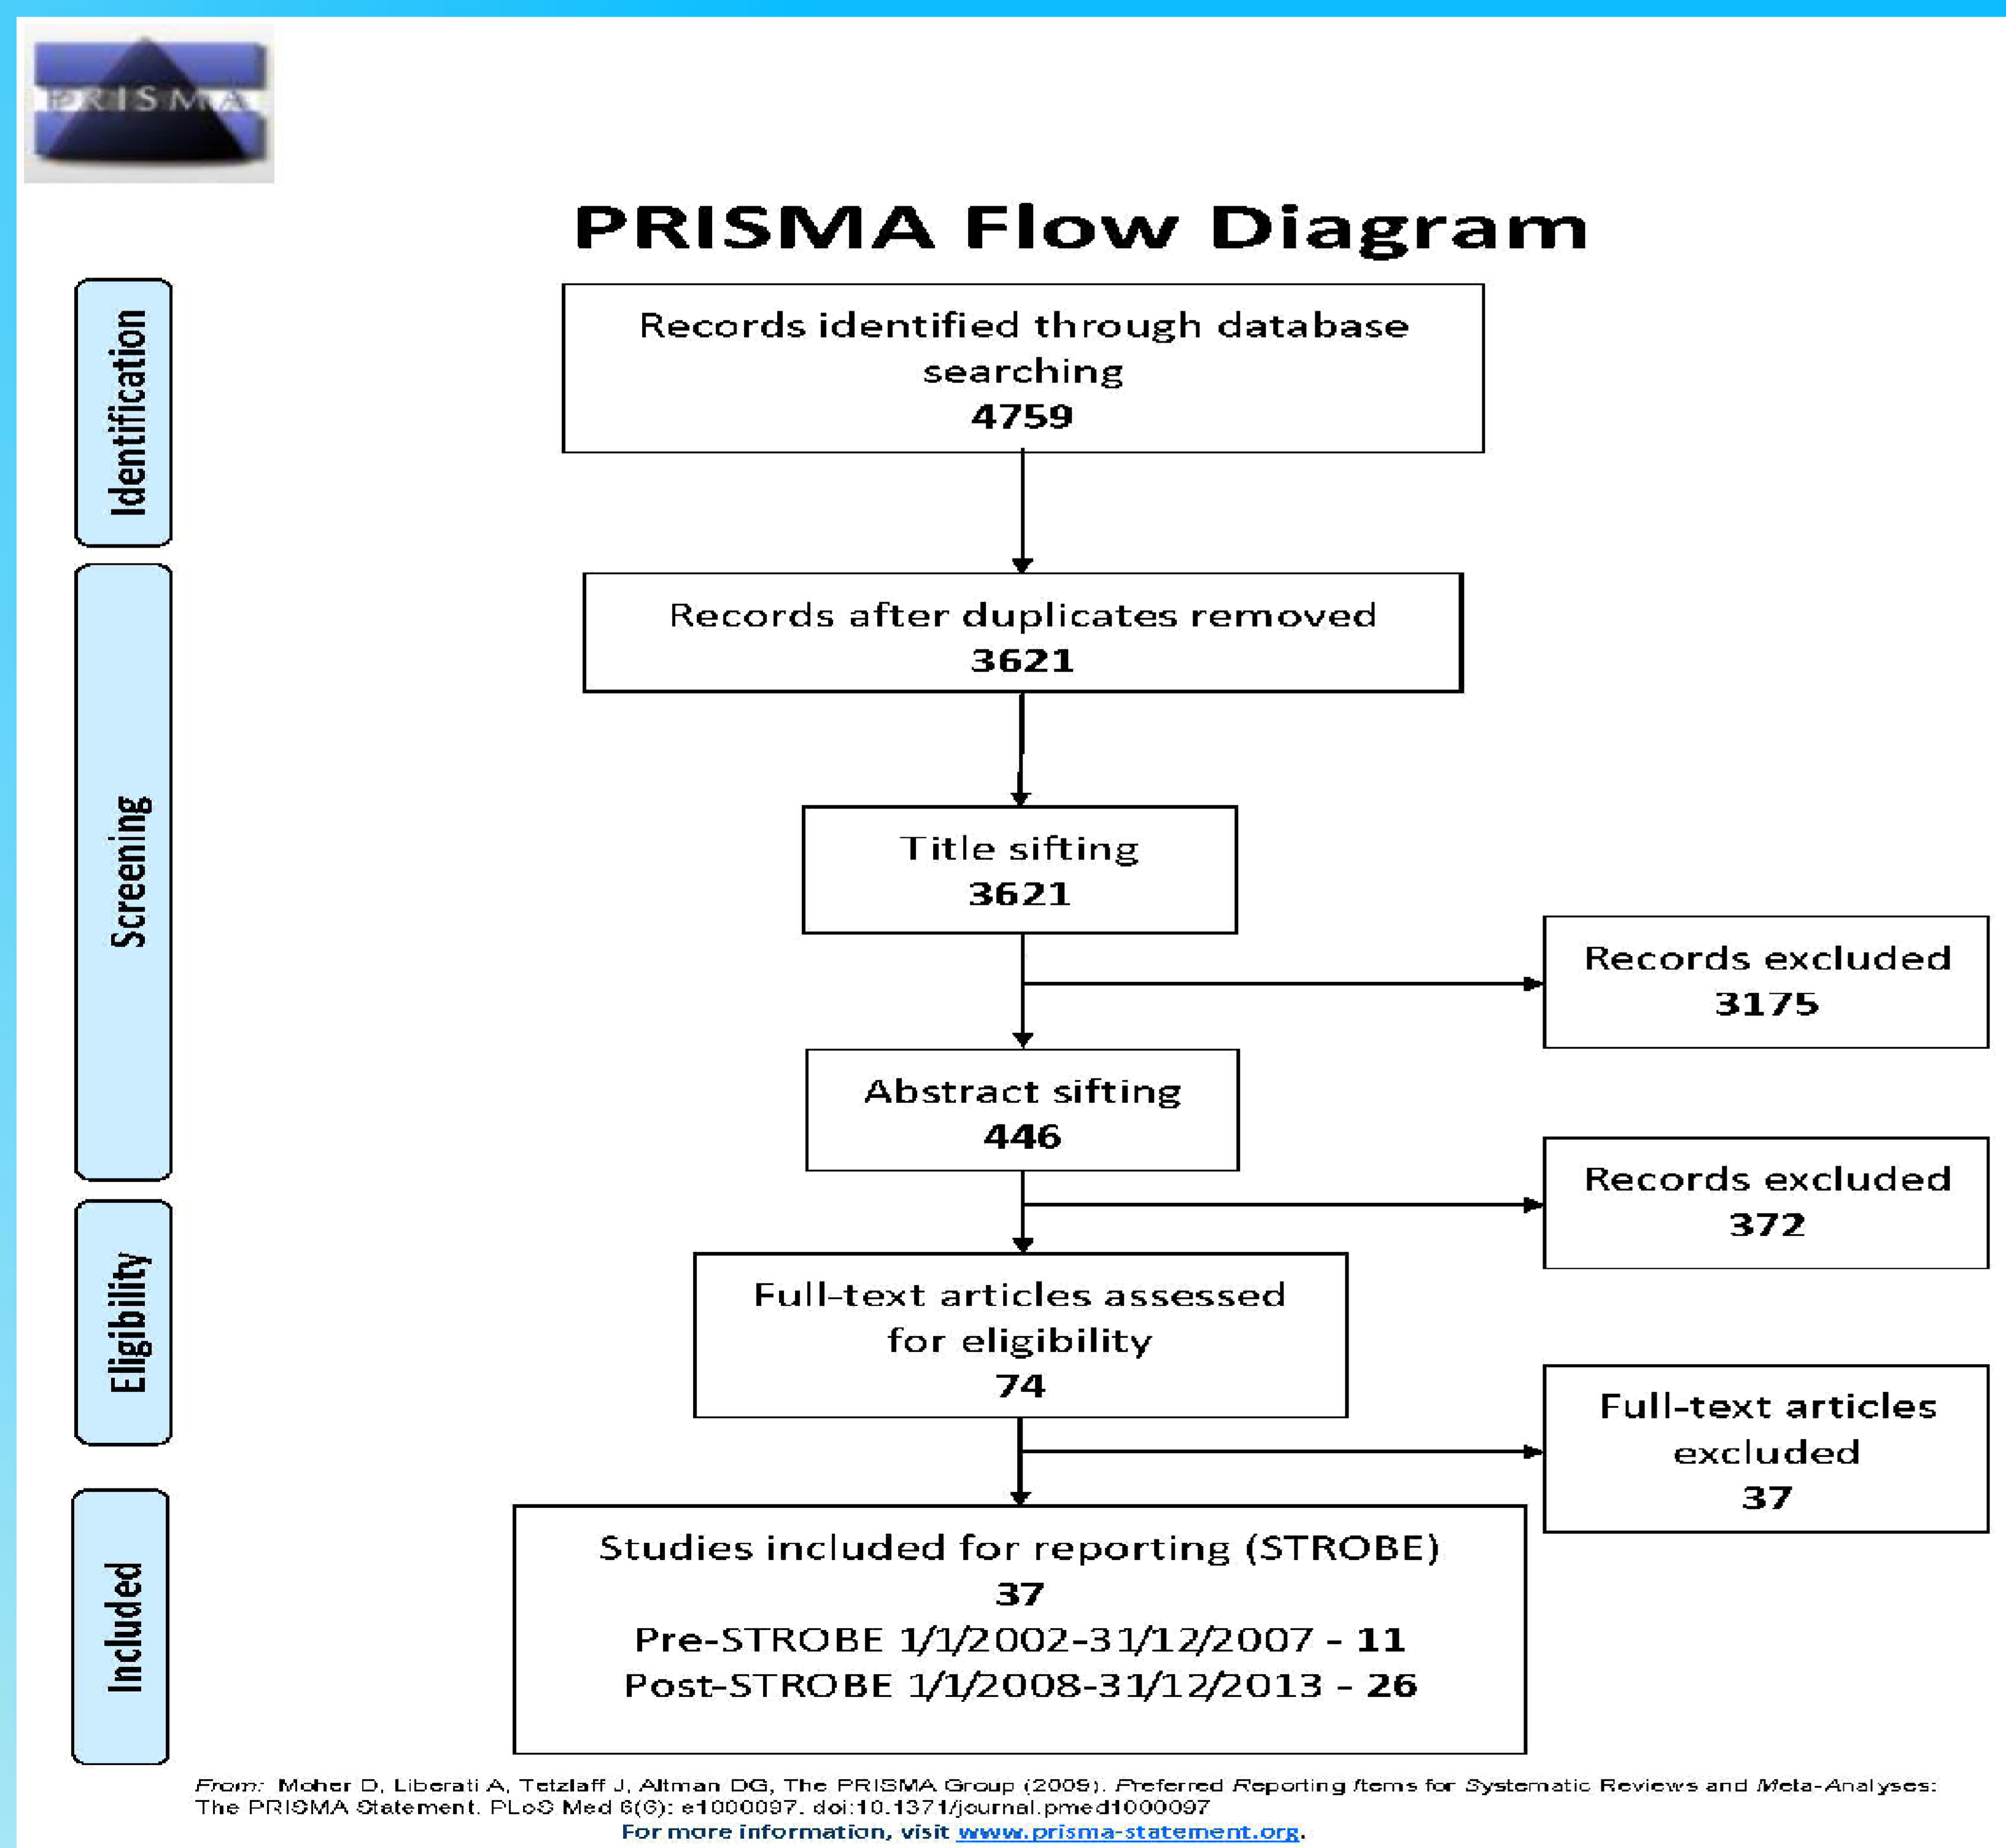 PRISMA
PRISMA Flow Diagram
Identification
Records identified through database
searching
4759
Screening
Records after duplicates removed
3621
Title sifting
3621
Records excluded
3175
Abstract sifting
446
Records excluded
372
Eligibility
Full-text articles assessed
for eligibility
74
Full-text articles
excluded
37
Included
Studies included for reporting (STROBE)
37
Pre-STROBE 1/1/2002-31/12/2007 - 11
Post-STROBE 1/1/2008-31/12/2013 - 26
From: Moher D, Liberati A, Tetzlaff J, Altman DG, The PRISMA Group (2009). Preferred Reporting Items for Systematic Reviews and Meta-Analyses:
The PRISMA Statement. PLoS Med 6(6): e1000097. doi:10.1371/journal.pmed1000097
For more information, visit www.prisma-statement.org.